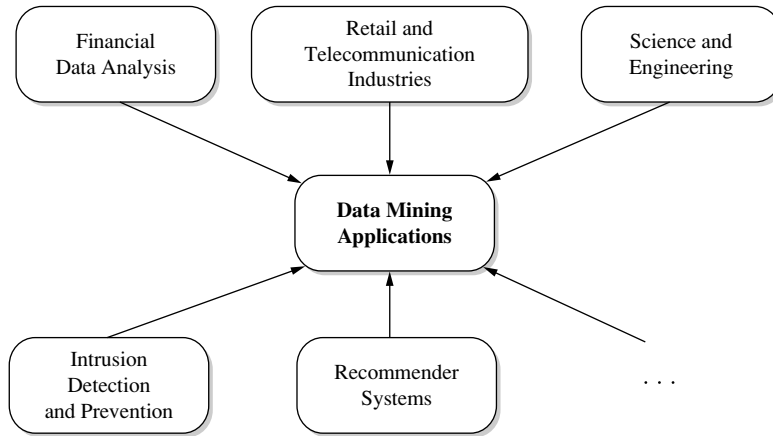 Financial
Data Analysis
Retail and
Telecommunication
Industries
Science and
Engineering
Data Mining
Applications
Intrusion
Detection
and Prevention
Recommender
Systems
. . .